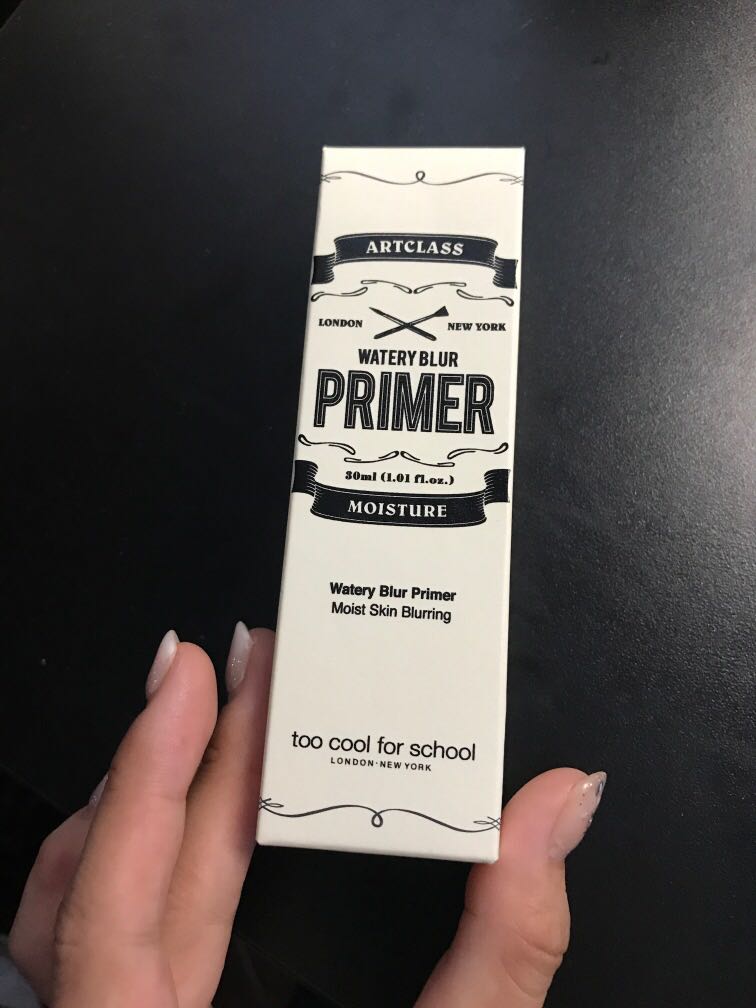 ARTCLASS
LONDON NEW YORK
WATERY BLUR
PRIMER
30ml (1.01 fl.oz.)
MOISTURE
Watery Blur Primer
Moist Skin Blurring
too cool for school
LONDON·NEW YORK